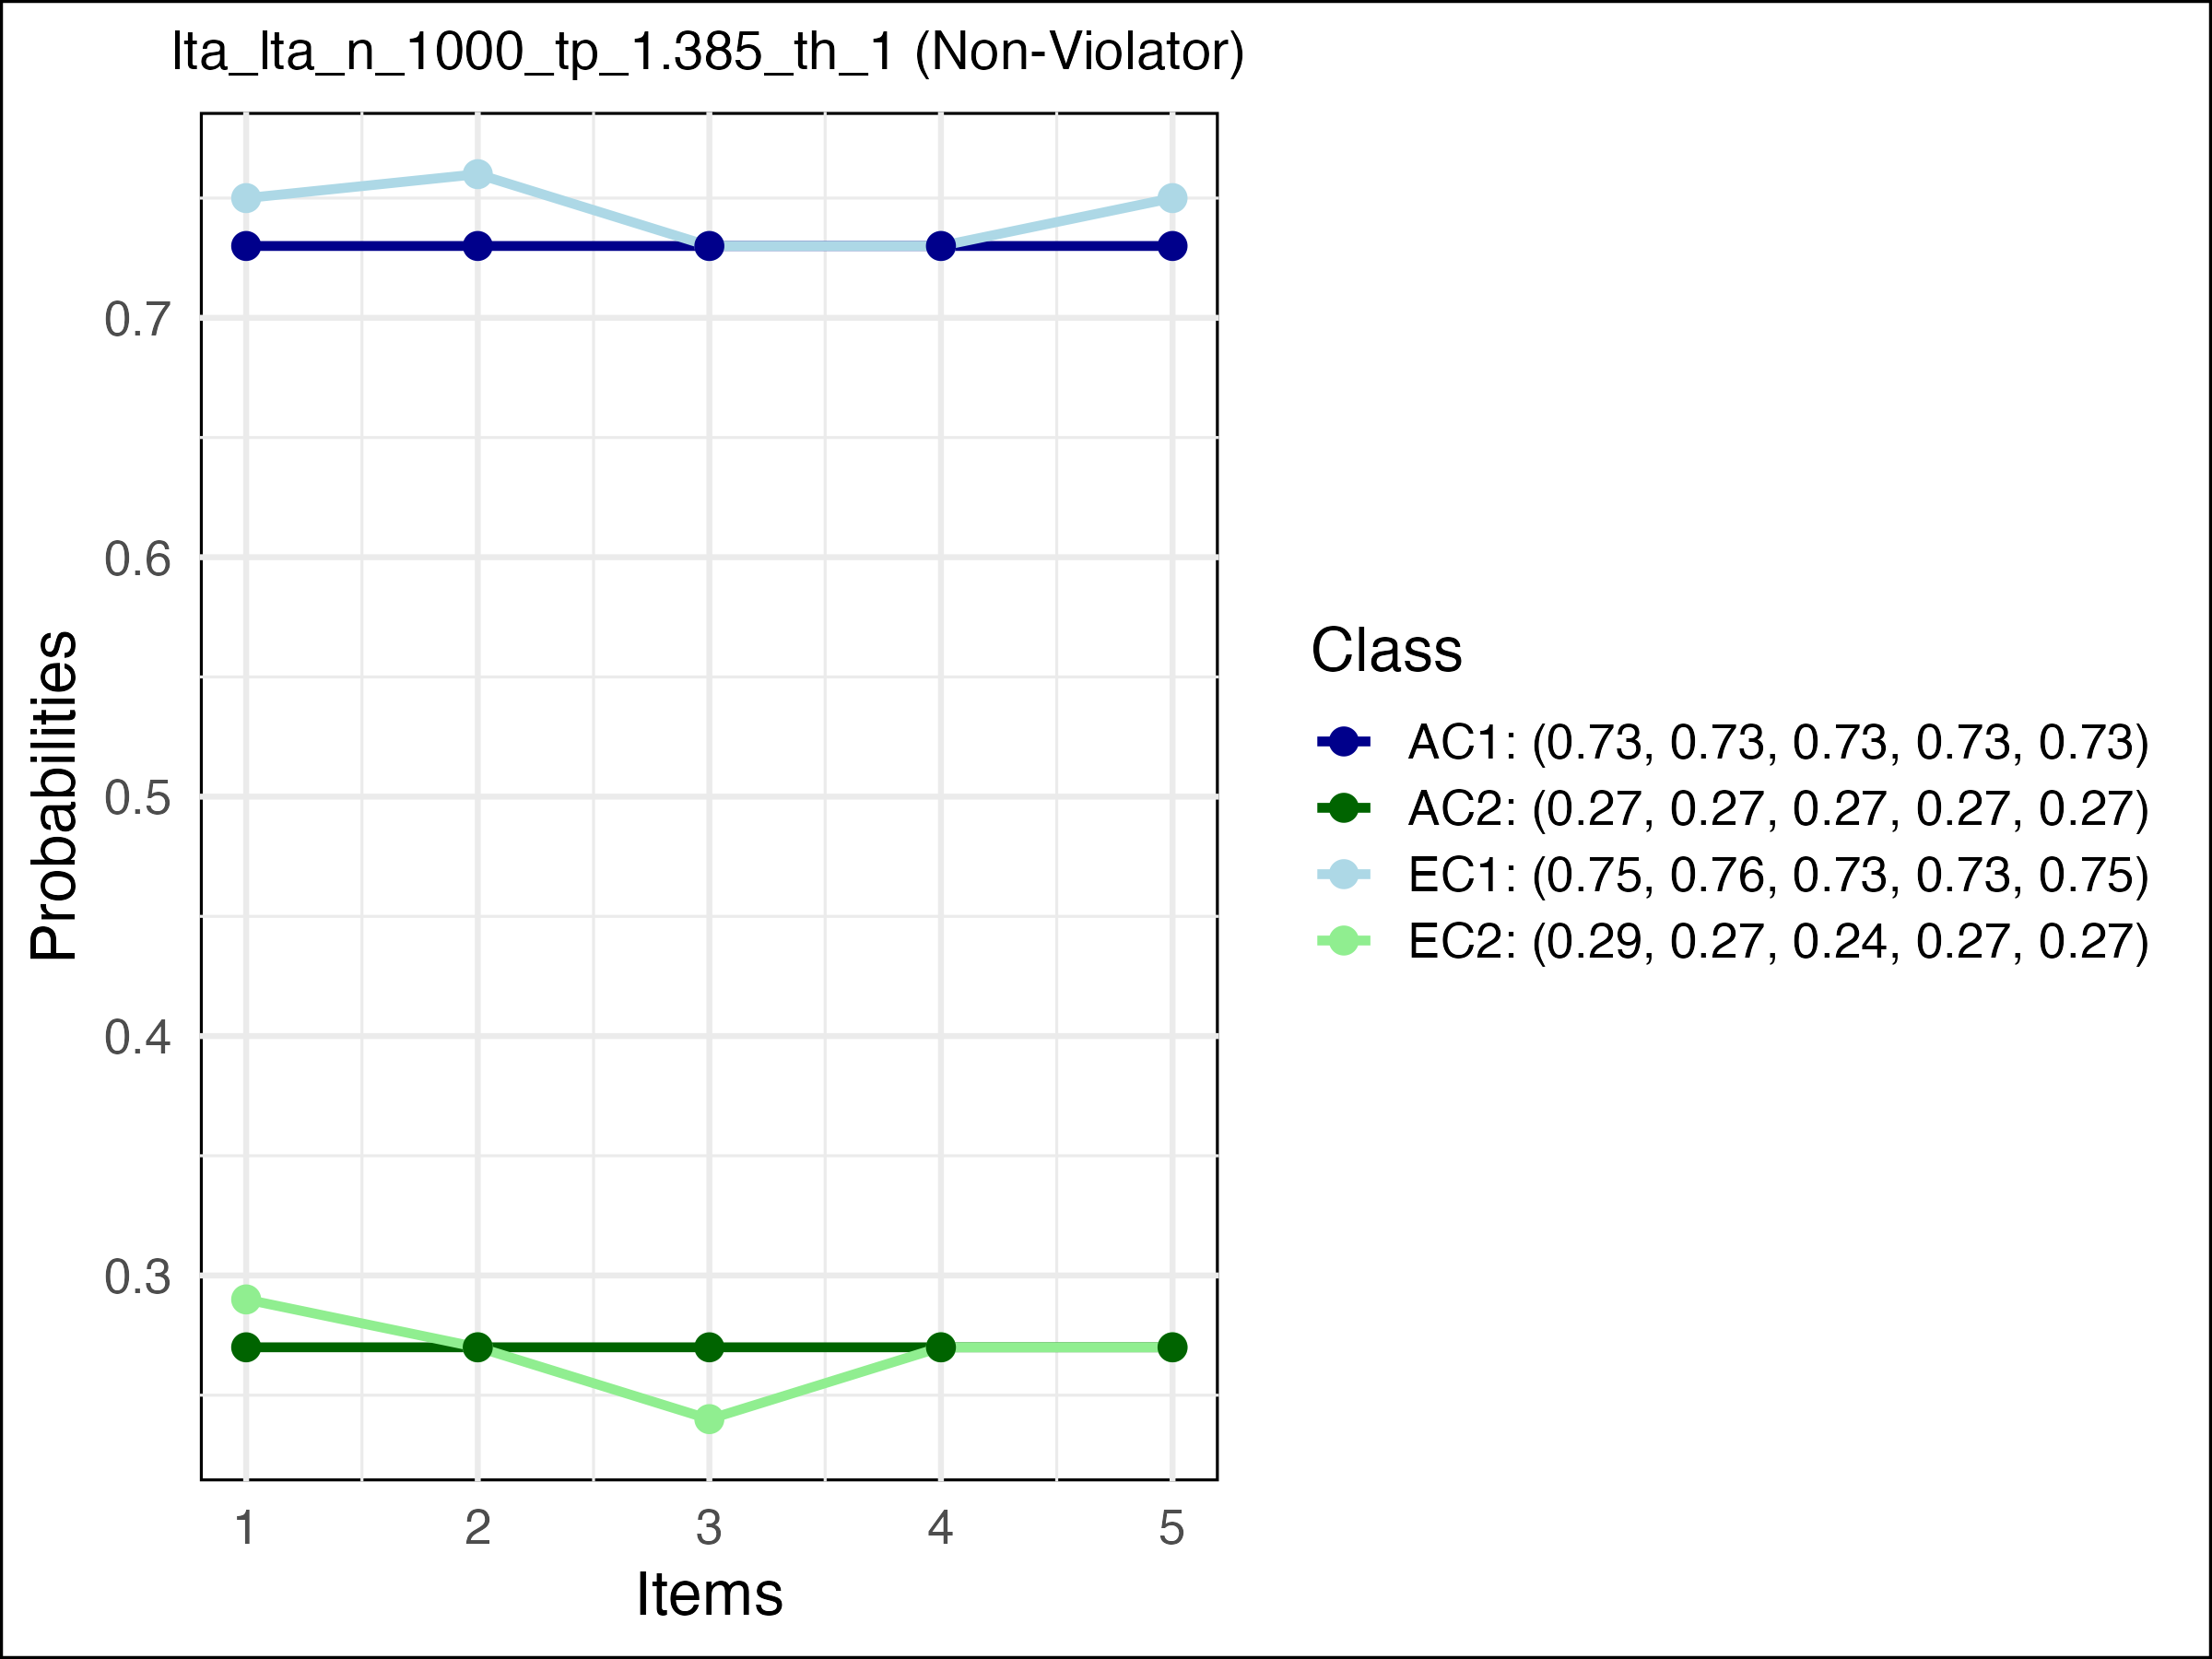 lta_lta_n_1000_tp_1.385_th_1 (Non-Violator)
0.7
0.6
0.5
0.4
0.3
Probabilities
1 2 3 4 5
Items
Class
AC1: (0.73, 0.73, 0.73, 0.73, 0.73)
AC2: (0.27, 0.27, 0.27, 0.27, 0.27)
EC1: (0.75, 0.76, 0.73, 0.73, 0.75)
EC2: (0.29, 0.27, 0.24, 0.27, 0.27)